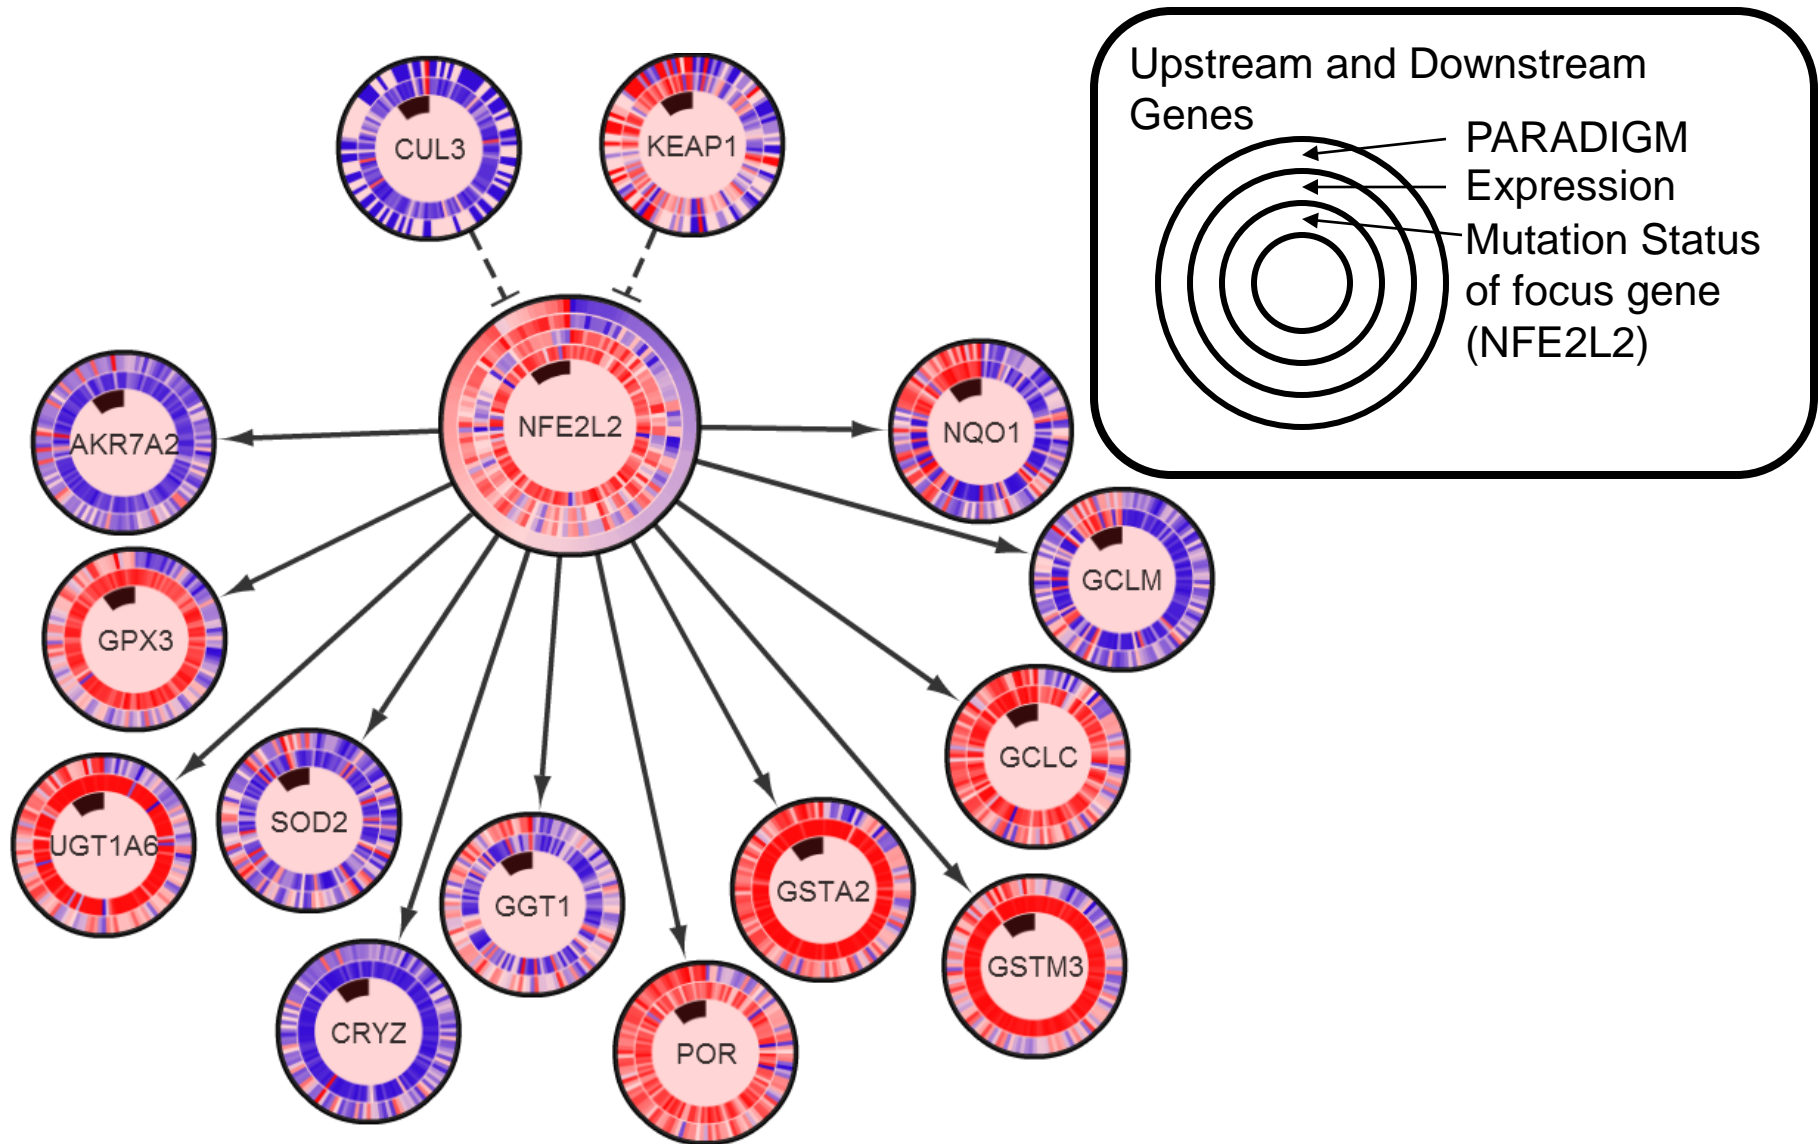 Upstream and Downstream
Genes
PARADIGM
Expression
Mutation Status
of focus gene
(NFE2L2)
CUL3
KEAP1
NFE2L2
AKR7A2
NQO1
GCLM
GPX3
GCLC
UGT1A6
SOD2
GGT1
GSTA2
GSTM3
CRYZ
POR